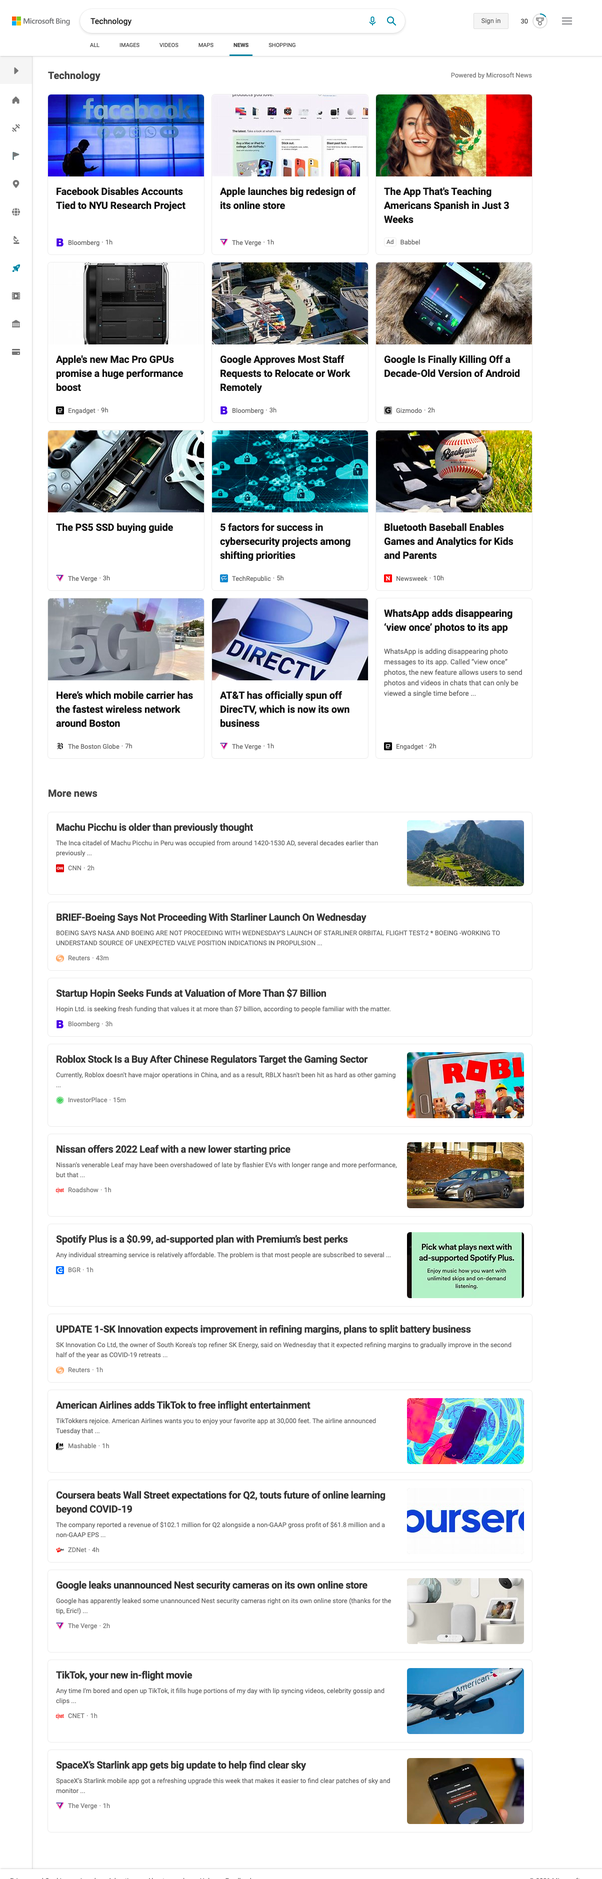 Microsoft Bing
Technology
Sign in
30
ALL
IMAGES
VIDEOS
MAPS
NEWS
SHOPPING
Technology
Powered by Microsoft News
facebook
Facebook Disables Accounts
Tied to NYU Research Project
Bloomberg · 1h
Apple launches big redesign of
its online store
The Verge · 1h
The App That's Teaching
Americans Spanish in Just 3
Weeks
Ad Babbel
Apple's new Mac Pro GPUs
promise a huge performance
boost
Engadget · 9h
Google Approves Most Staff
Requests to Relocate or Work
Remotely
Bloomberg · 3h
Google Is Finally Killing Off a
Decade-Old Version of Android
Gizmodo · 2h
The PS5 SSD buying guide
The Verge · 3h
5 factors for success in
cybersecurity projects among
shifting priorities
TechRepublic · 5h
Backyard
Bluetooth Baseball Enables
Games and Analytics for Kids
and Parents
Newsweek · 10h
5G
Here's which mobile carrier has
the fastest wireless network
around Boston
The Boston Globe · 7h
DIRECTV
AT&T has officially spun off
DirecTV, which is now its own
business
The Verge · 1h
WhatsApp adds disappearing
‘view once’ photos to its app
WhatsApp is adding disappearing photo
messages to its app. Called “view once”
photos, the new feature allows users to send
photos and videos in chats that can only be
viewed a single time before ...
Engadget · 2h
More news
Machu Picchu is older than previously thought
The Inca citadel of Machu Picchu in Peru was occupied from around 1420-1530 AD, several decades earlier than
previously ...
CNN · 2h
BRIEF-Boeing Says Not Proceeding With Starliner Launch On Wednesday
BOEING SAYS NASA AND BOEING ARE NOT PROCEEDING WITH WEDNESDAY'S LAUNCH OF STARLINER ORBITAL FLIGHT TEST-2 * BOEING -WORKING TO
UNDERSTAND SOURCE OF UNEXPECTED VALVE POSITION INDICATIONS IN PROPULSION ...
Reuters · 43m
Startup Hopin Seeks Funds at Valuation of More Than $7 Billion
Hopin Ltd. is seeking fresh funding that values it at more than $7 billion, according to people familiar with the matter.
Bloomberg · 3h
Roblox Stock Is a Buy After Chinese Regulators Target the Gaming Sector
Currently, Roblox doesn't have major operations in China, and as a result, RBLX hasn't been hit as hard as other gaming
...
InvestorPlace · 15m
ROBL
Nissan offers 2022 Leaf with a new lower starting price
Nissan's venerable Leaf may have been overshadowed of late by flashier EVs with longer range and more performance,
but that ...
Roadshow · 1h
Spotify Plus is a $0.99, ad-supported plan with Premium's best perks
Any individual streaming service is relatively affordable. The problem is that most people are subscribed to several ...
BGR · 1h
Pick what plays next with
ad-supported Spotify Plus.
Enjoy music how you want with
unlimited skips and on-demand
listening.
UPDATE 1-SK Innovation expects improvement in refining margins, plans to split battery business
SK Innovation Co Ltd, the owner of South Korea's top refiner SK Energy, said on Wednesday that it expected refining margins to gradually improve in the second
half of the year as COVID-19 retreats ...
Reuters · 1h
American Airlines adds TikTok to free inflight entertainment
TikTokkers rejoice. American Airlines wants you to enjoy your favorite app at 30,000 feet. The airline announced
Tuesday that ...
Mashable · 1h
Coursera beats Wall Street expectations for Q2, touts future of online learning
beyond COVID-19
The company reported a revenue of $102.1 million for Q2 alongside a non-GAAP gross profit of $61.8 million and a
non-GAAP EPS ...
ZDNet · 4h
ourser
Google leaks unannounced Nest security cameras on its own online store
Google has apparently leaked some unannounced Nest security cameras right on its own online store (thanks for the
tip, Eric!) ...
The Verge · 2h
TikTok, your new in-flight movie
Any time I'm bored and open up TikTok, it fills huge portions of my day with lip syncing videos, celebrity gossip and
clips ...
CNET · 1h
American
SpaceX's Starlink app gets big update to help find clear sky
SpaceX's Starlink mobile app got a refreshing upgrade this week that makes it easier to find clear patches of sky and
monitor ...
The Verge · 1h